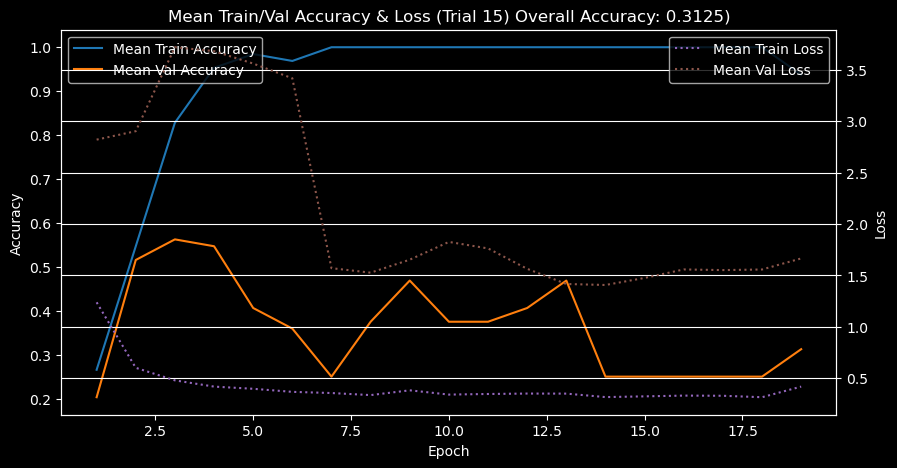 Mean Train/Val Accuracy & Loss (Trial 15) Overall Accuracy: 0.3125)
Mean Train Accuracy
Mean Val Accuracy
Mean Train Loss
Mean Val Loss
1.0
0.9
0.8
0.7
0.6
0.5
0.4
0.3
0.2
Accuracy
3.5
3.0
2.5
2.0
1.5
1.0
0.5
Loss
2.5 5.0 7.5 10.0 12.5 15.0 17.5
Epoch